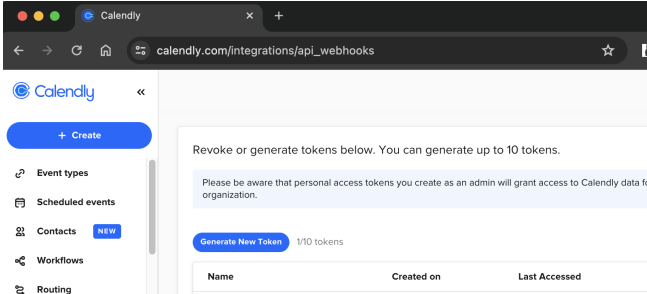 Calendly
calendly.com/integrations/api_webhooks
Calendly
+ Create
Event types
Scheduled events
Contacts NEW
Workflows
Routing
Revoke or generate tokens below. You can generate up to 10 tokens.
Please be aware that personal access tokens you create as an admin will grant access to Calendly data
organization.
Generate New Token 1/10 tokens
Name Created on Last Accessed